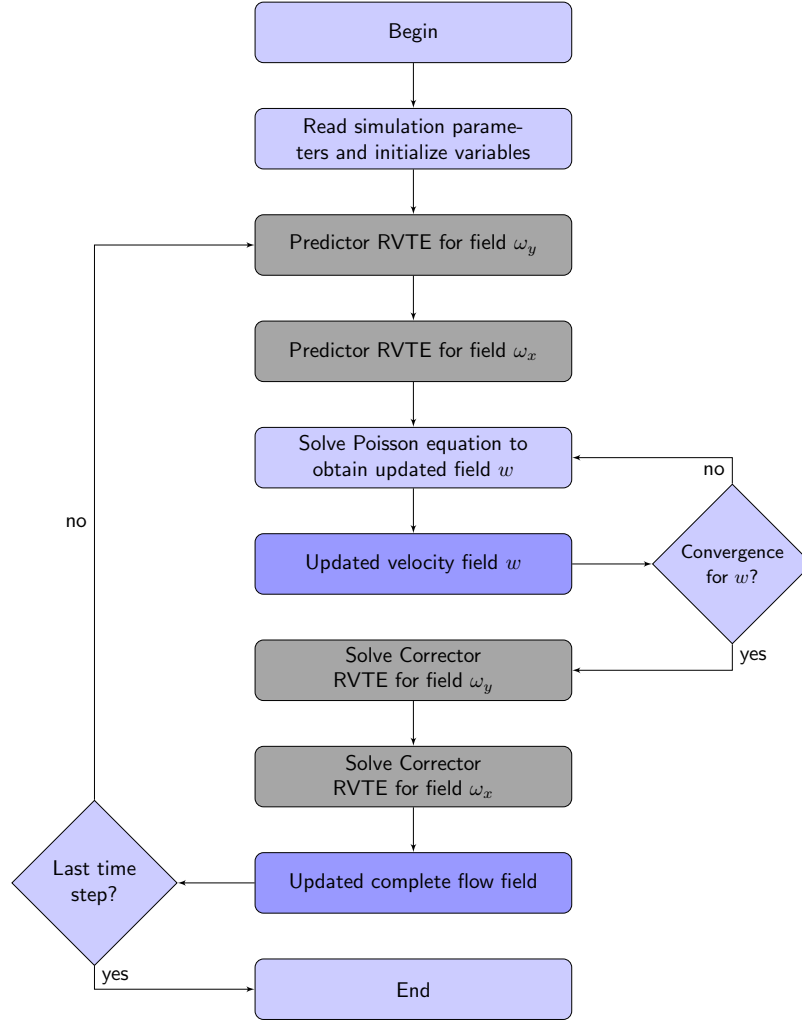 Begin
Read simulation parame-
ters and initialize variables
Predictor RVTE for field ω_y
Predictor RVTE for field ω_x
Solve Poisson equation to
obtain updated field w
no
no
Updated velocity field w
Convergence
for w?
yes
Solve Corrector
RVTE for field ω_y
Solve Corrector
RVTE for field ω_x
Last time
step?
Updated complete flow field
yes
End